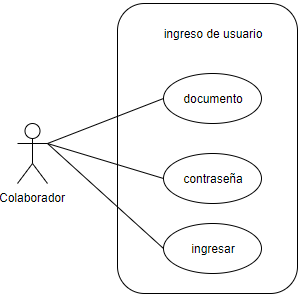 ingreso de usuario
documento
contraseña
Colaborador
ingresar